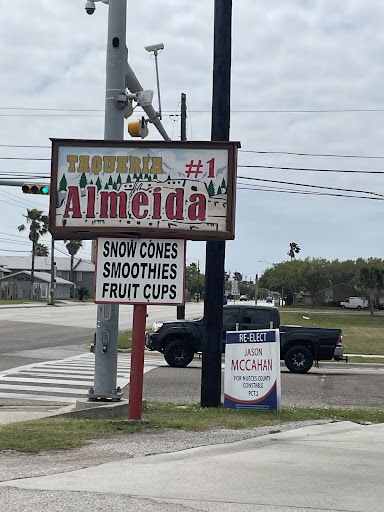 TAQUERIA #1
Almeida
SNOW CONES
SMOOTHIES
FRUIT CUPS
RE-ELECT
JASON
MCCAHAN
FOR NUECES COUNTY
CONSTABLE
PCT.2